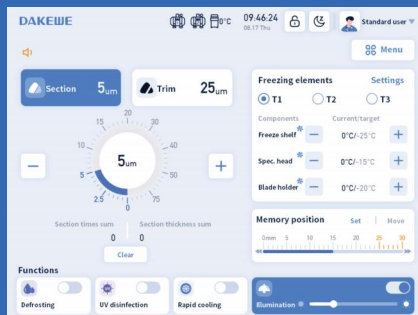 DAKEWE
0°C
09:46:24
08.17 Thu
Standard user
Menu
Section 5um
Trim 25um
20
15 30
10 40
5 50
2.5 75
0
5um
Section times sum
0
Section thickness sum
0
Clear
Freezing elements Settings
T1 T2 T3
Components Current/target
Freeze shelf 0°C/-25°C
Spec. head 0°C/-15°C
Blade holder 0°C/-20°C
Memory position Set Move
0mm 5 10 15 20 25 30
Functions
Defrosting
UV disinfection
Rapid cooling
Illumination